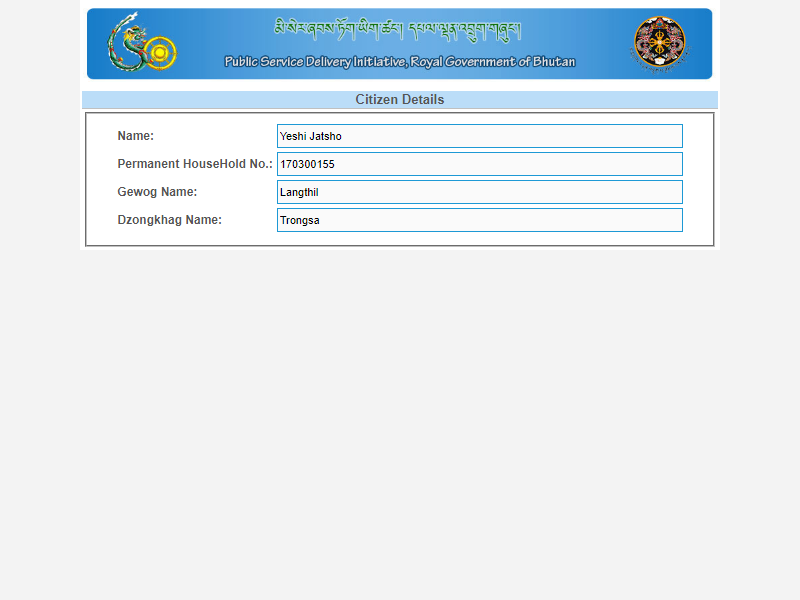 མི་སེར་ཞབས་ཏོག་ཡིག་ཚང། དཔལ་ལྡན་འབྲུག་གཞུང།
Public Service Delivery Initiative, Royal Government of Bhutan
Citizen Details
Name: Yeshi Jatsho
Permanent HouseHold No.: 170300155
Gewog Name: Langthil
Dzongkhag Name: Trongsa